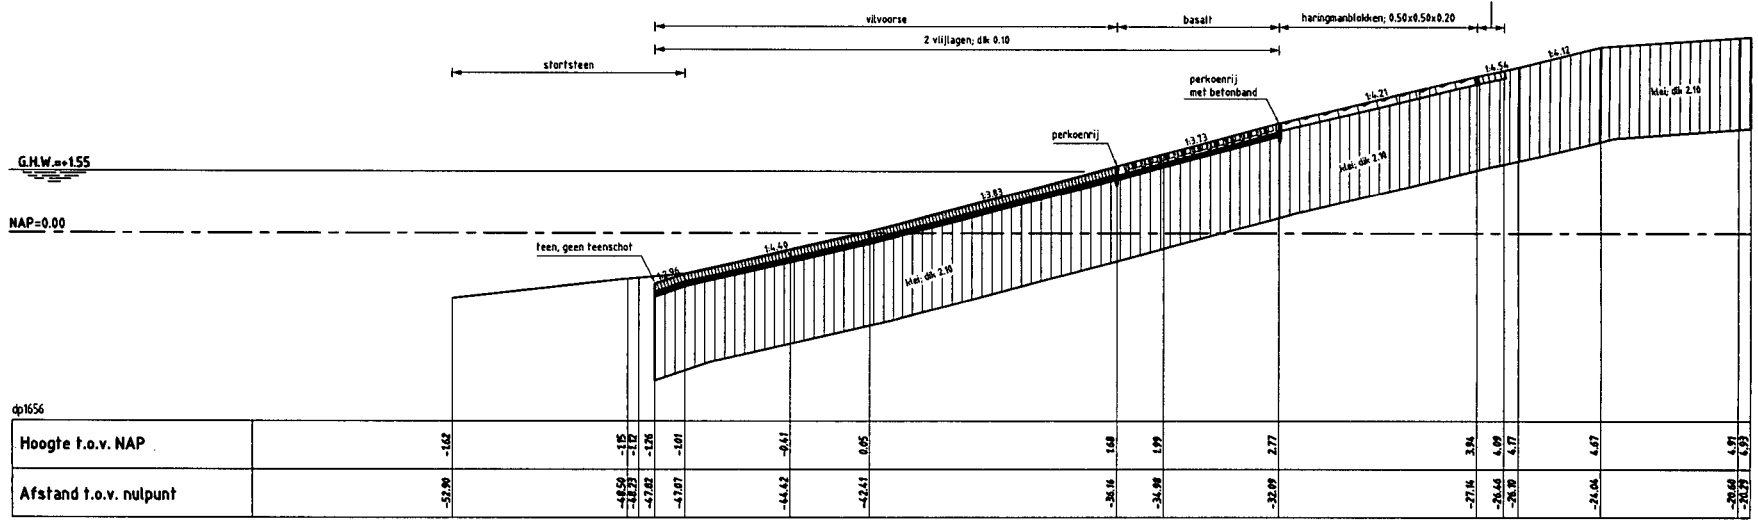 vilvoorse
basalt
haringmanblokken; 0.50x0.50x0.20
2 vlijlagen; dik 0.10
stortsteen
perkoenrij
met betonband
perkoenrij
1:4.12
1:4.54
1:4.21
klei; dik 2.10
1:3.73
klei; dik 2.10
G.H.W.=+1.55
1:3.83
NAP=0.00
teen, geen teenschot
1:4.40
1:2.96
klei; dik 2.10
dp1656
Hoogte t.o.v. NAP -1.62 -1.15 -1.12 -1.26 -1.01 -0.41 0.05 1.68 1.99 2.77 3.94 4.09 4.17 4.67 4.91 4.93
Afstand t.o.v. nulpunt -52.90 -48.50 -48.23 -47.82 -47.07 -44.42 -42.41 -36.16 -34.98 -32.09 -27.14 -26.46 -26.10 -24.04 -20.60 -20.29